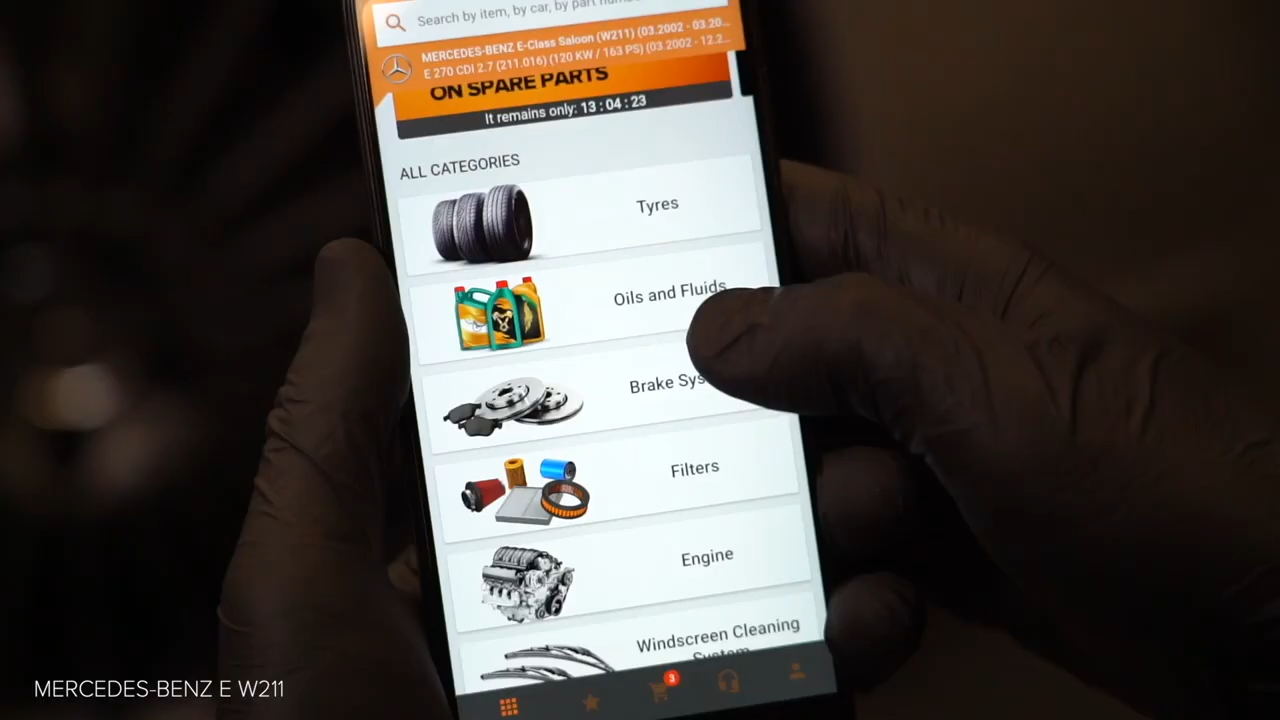 Search by item, by car, by part
MERCEDES-BENZ E-Class Saloon (W211) (03.2002 - 03.20...
E 270 CDI 2.7 (211.016) (120 KW / 163 PS) (03.2002 - 12.2...
ON SPARE PARTS
It remains only: 13 : 04 : 23
ALL CATEGORIES
Tyres
Oils and Fluids
Brake Sys
Filters
Engine
Windscreen Cleaning
System
3
MERCEDES-BENZ E W211